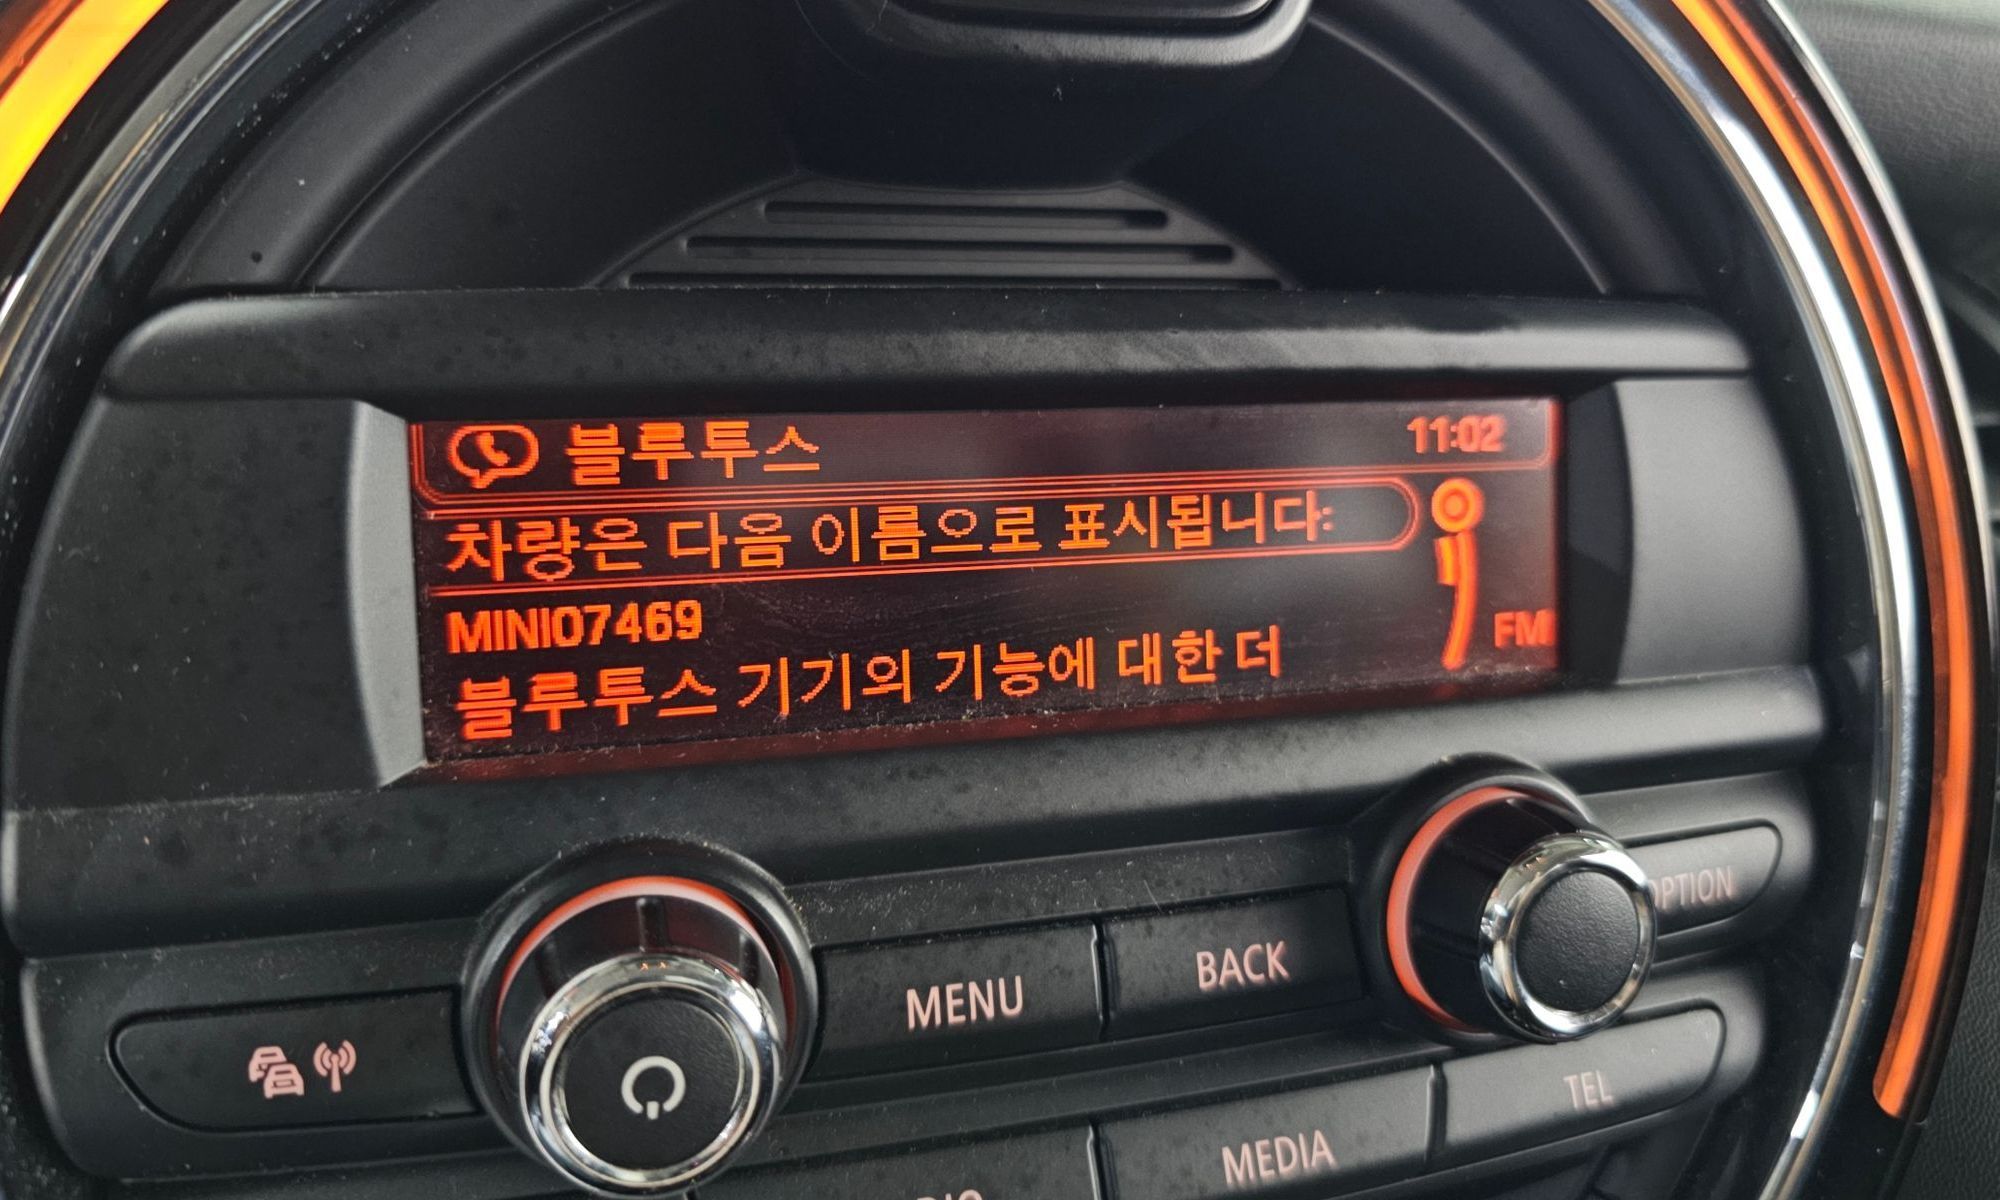 블루투스 11:02
차량은 다음 이름으로 표시됩니다:
MINI07469
FM
블루투스 기기의 기능에 대한 더
OPTION
MENU BACK
TEL
MEDIA